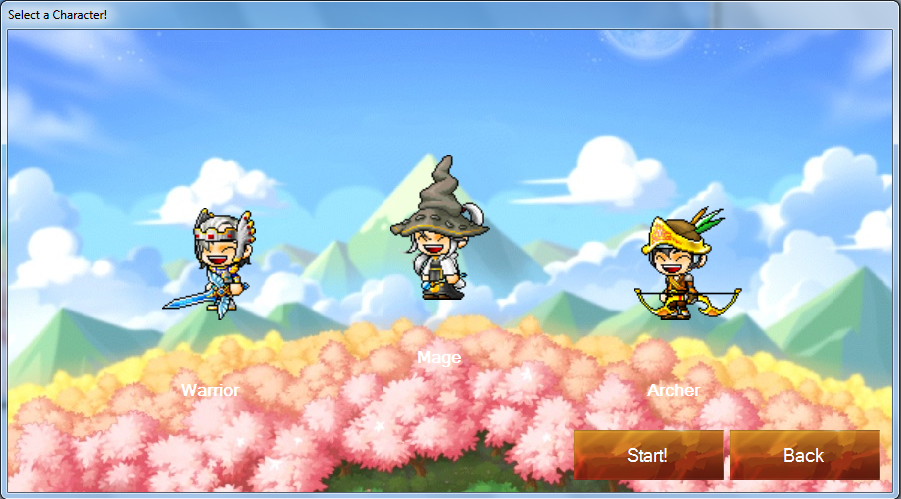 Select a Character!
Mage
Warrior
Archer
Start!
Back